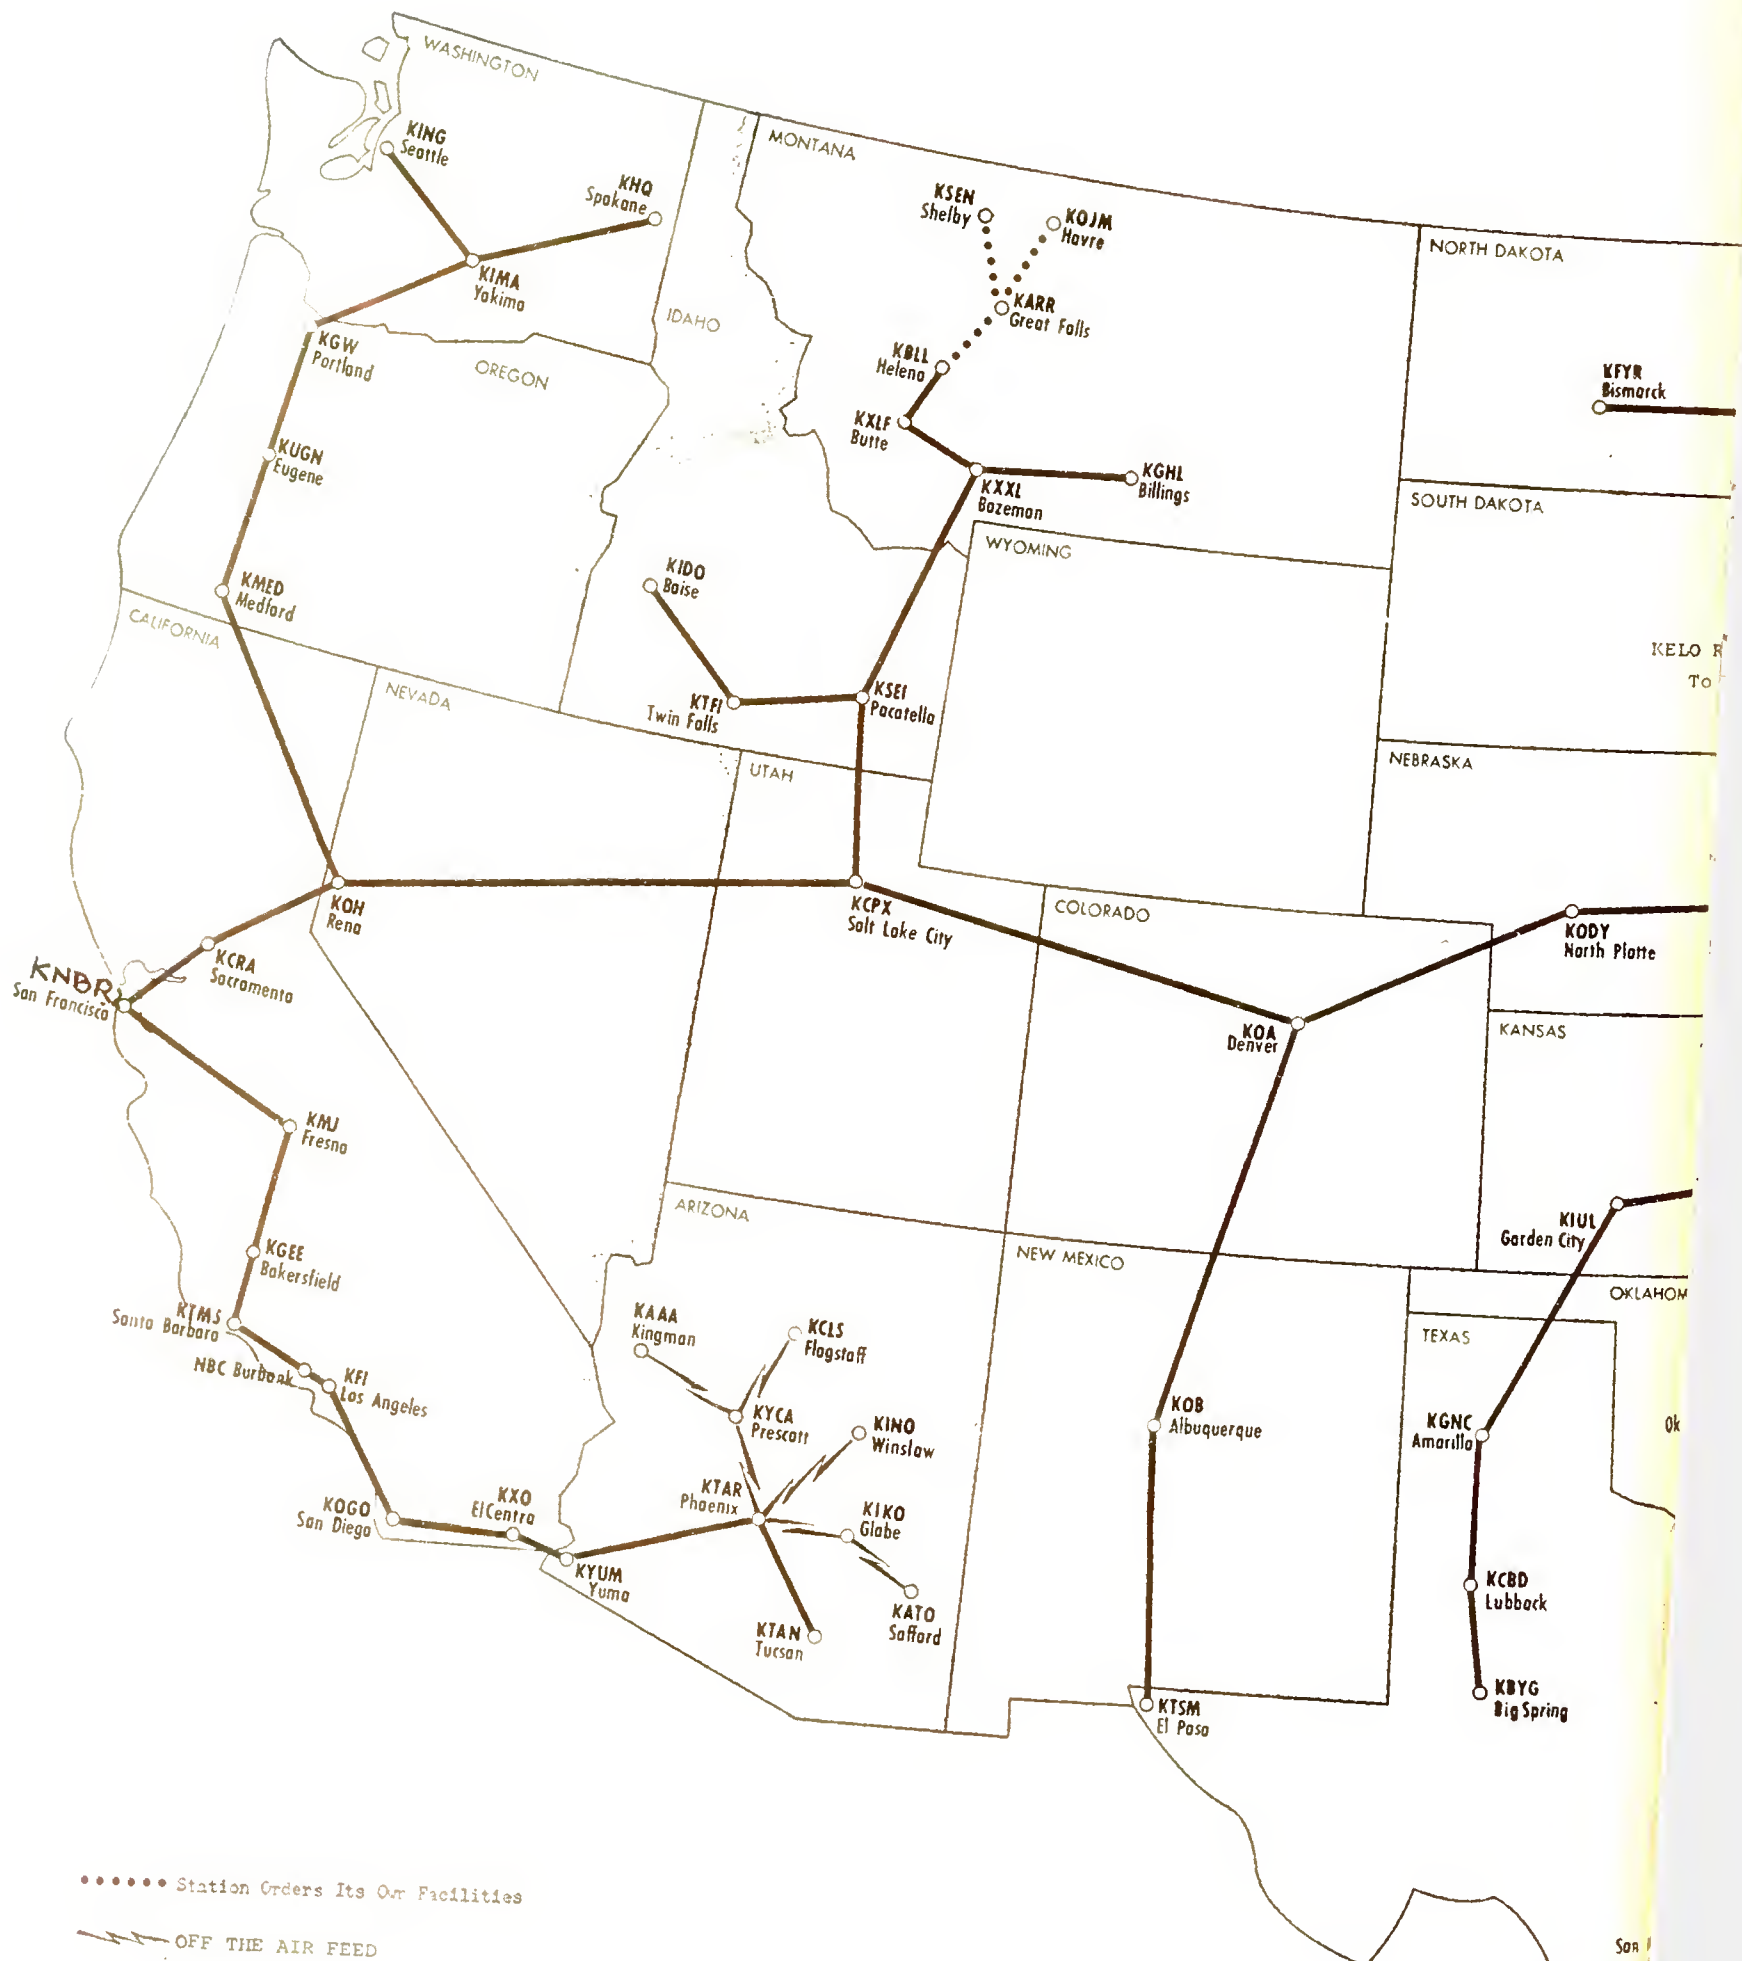 WASHINGTON
KING
Seattle
KHQ
Spokane
KIMA
Yakima
MONTANA
KSEN
Shelby
KOJM
Havre
KARR
Great Falls
NORTH DAKOTA
IDAHO
KGW
Portland
OREGON
KBLL
Helena
KFYR
Bismarck
KXLF
Butte
KUGN
Eugene
KGHL
Billings
KXXL
Bozeman
SOUTH DAKOTA
WYOMING
KIDO
Boise
KMED
Medford
CALIFORNIA
KELO
To
NEVADA
KTFI
Twin Falls
KSEI
Pocatello
UTAH
NEBRASKA
KOH
Reno
KCPX
Salt Lake City
COLORADO
KODY
North Platte
KCRA
Sacramento
KNBR
San Francisco
KOA
Denver
KANSAS
KMJ
Fresno
ARIZONA
KIUL
Garden City
KGEE
Bakersfield
NEW MEXICO
OKLAHOM
KTMS
Santa Barbara
KAAA
Kingman
KCLS
Flagstaff
TEXAS
NBC Burbank
KFI
Los Angeles
KYCA
Prescott
KINO
Winslow
KOB
Albuquerque
KGNC
Amarillo
Ok
KOGO
San Diego
KXO
El Centro
KTAR
Phoenix
KIKO
Globe
KYUM
Yuma
KATO
Safford
KCBD
Lubbock
KTAN
Tucson
KTSM
El Paso
KBYG
Big Spring
Station Orders Its Own Facilities
OFF THE AIR FEED
San